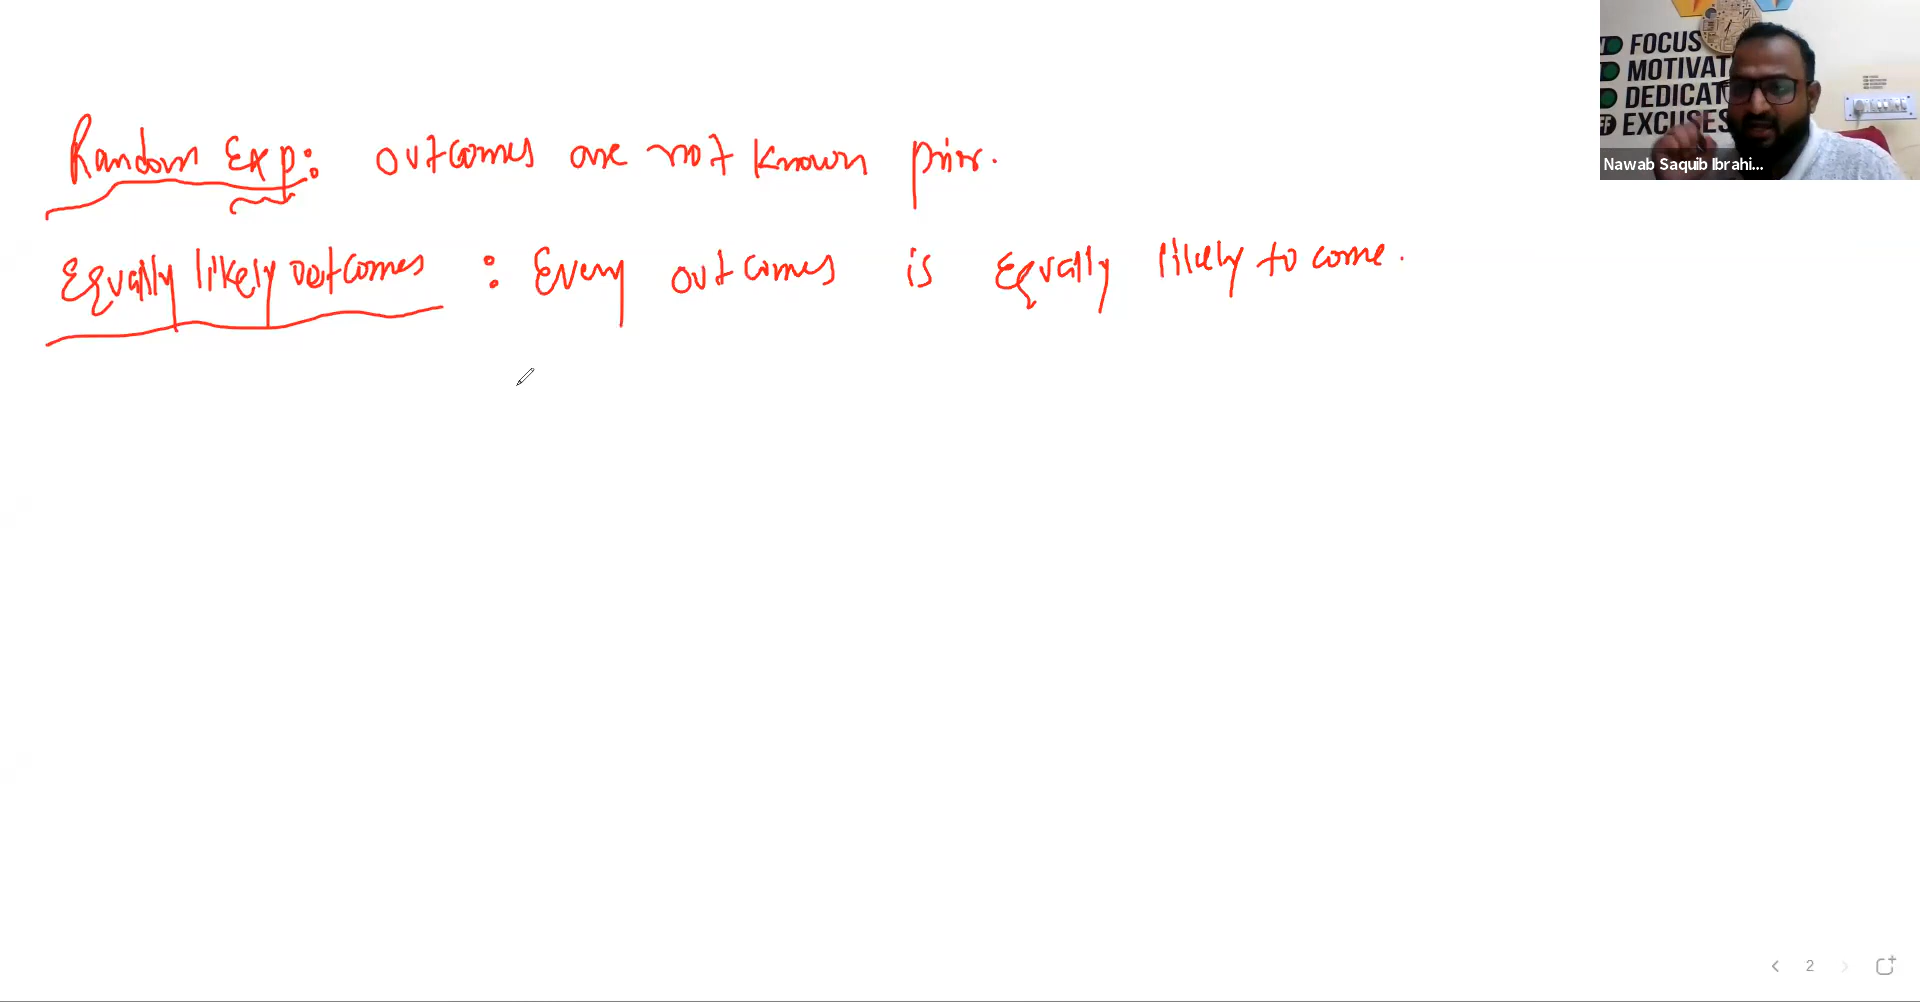 Random Exp: outcomes are not known prior.
Equally likely outcomes : Every outcomes is Equally likely to come.
FOCUS
MOTIVAT
DEDICAT
EXCUSES
Nawab Saquib Ibrahi...
2